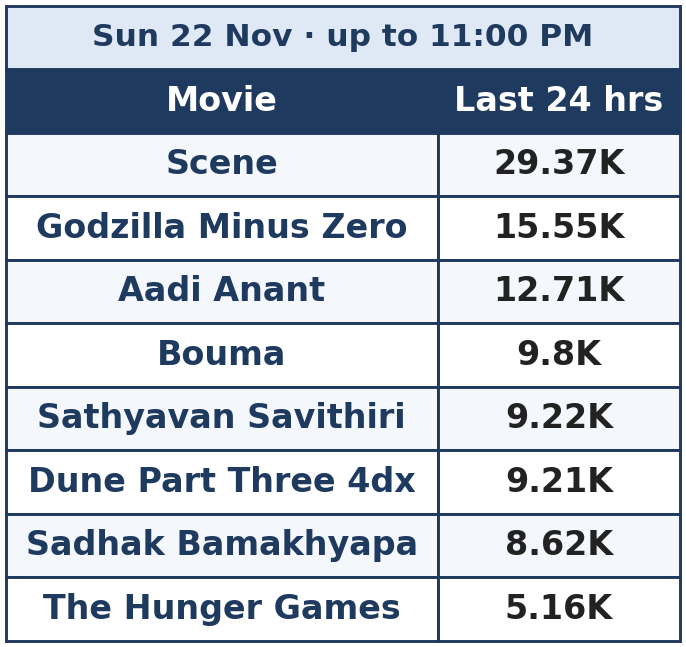 Sun 22 Nov · up to 11:00 PM
Movie Last 24 hrs
Scene 29.37K
Godzilla Minus Zero 15.55K
Aadi Anant 12.71K
Bouma 9.8K
Sathyavan Savithiri 9.22K
Dune Part Three 4dx 9.21K
Sadhak Bamakhyapa 8.62K
The Hunger Games 5.16K